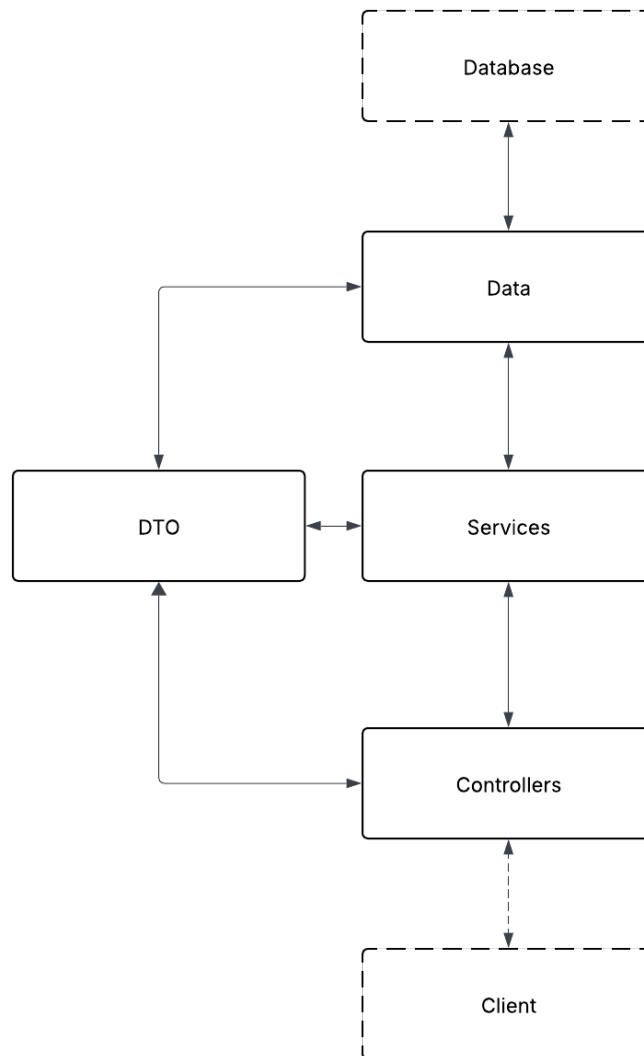 Database
Data
DTO
Services
Controllers
Client